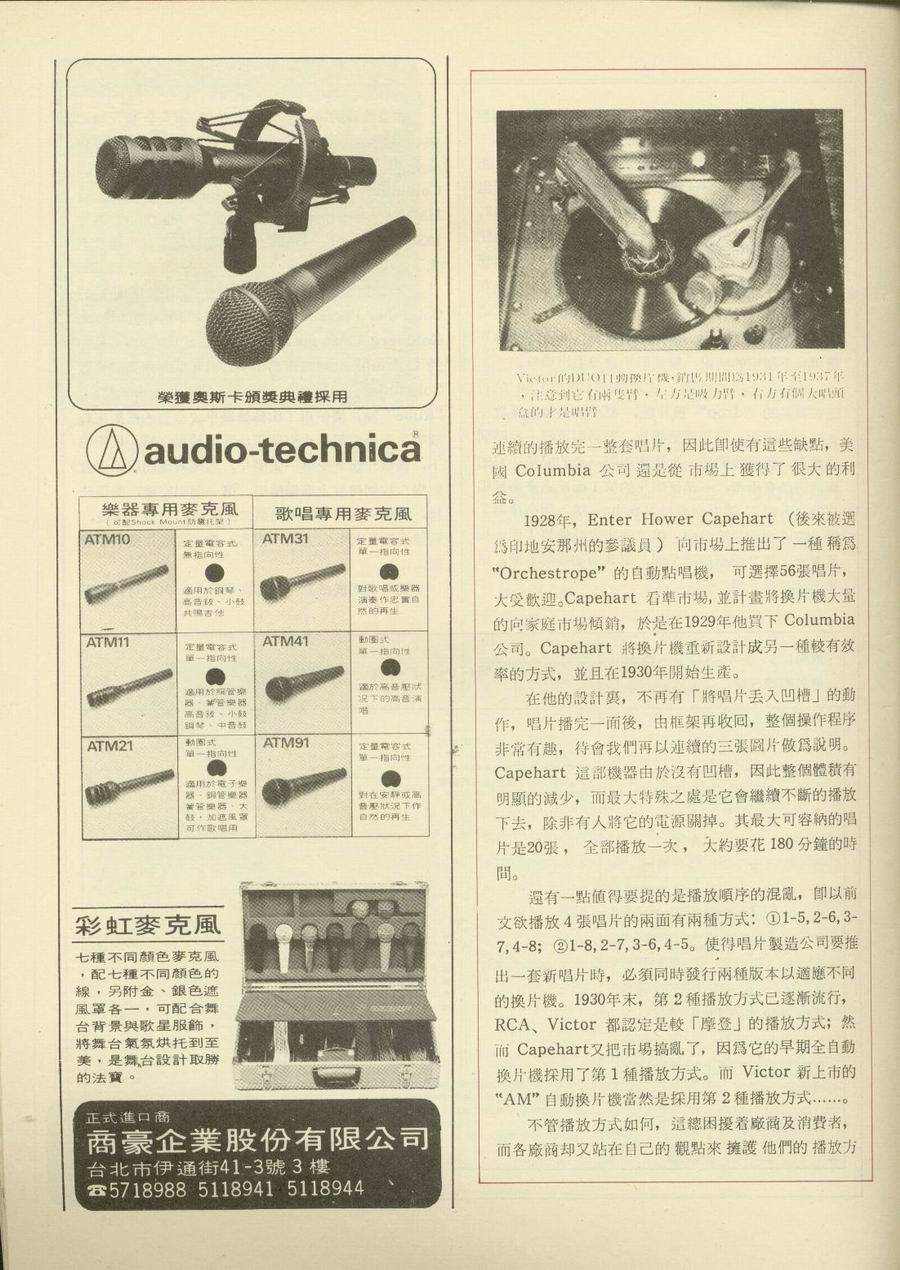 榮獲奧斯卡頒獎典禮採用
audio-technica®
樂器專用麥克風
(可配Shock Mount防震托架)
歌唱專用麥克風
ATM10
定量電容式
無指向性
適用於鋼琴、
高音鈸、小鼓
共鳴吉他
ATM31
定量電容式
單一指向性
對歌唱或樂器
演奏作忠實自
然的再生
ATM11
定量電容式
單一指向性
適用於銅管樂
器、簧管樂器
高音鈸、小鼓
鋼琴、中音鼓
ATM41
動圈式
單一指向性
適於高音壓狀
況下的高音演
唱
ATM21
動圈式
單一指向性
適用於電子樂
器、銅管樂器
簧管樂器、大
鼓,加遮風罩
可作歌唱用
ATM91
定量電容式
單一指向性
對在安靜或高
音壓狀況下作
自然的再生
彩虹麥克風
七種不同顏色麥克風
,配七種不同顏色的
線,另附金、銀色遮
風罩各一,可配合舞
台背景與歌星服飾,
將舞台氣氛烘托到至
美,是舞台設計取勝
的法寶。
正式進口商
商豪企業股份有限公司
台北市伊通街41-3號3樓
☎5718988 5118941 5118944
Victor的DUO自動換片機,銷售期間為1931年至1937年
,注意到它有兩隻臂,左方是吸力臂,右方有個大唱頭
盒的才是唱臂
連續的播放完一整套唱片,因此卽使有這些缺點,美
國 Columbia 公司還是從市場上獲得了很大的利
益。
1928年,Enter Hower Capehart (後來被選
爲印地安那州的參議員) 向市場上推出了一種稱爲
"Orchestrope" 的自動點唱機, 可選擇56張唱片,
大受歡迎。Capehart 看準市場,並計畫將換片機大量
的向家庭市場傾銷,於是在1929年他買下 Columbia
公司。Capehart 將換片機重新設計成另一種較有效
率的方式,並且在1930年開始生產。
在他的設計裏,不再有「將唱片丢入凹槽」的動
作,唱片播完一面後,由框架再收囘,整個操作程序
非常有趣,待會我們再以連續的三張圖片做爲說明。
Capehart 這部機器由於沒有凹槽,因此整個體積有
明顯的減少,而最大特殊之處是它會繼續不斷的播放
下去,除非有人將它的電源關掉。其最大可容納的唱
片是20張, 全部播放一次, 大約要花 180 分鐘的時
間。
還有一點値得要提的是播放順序的混亂,卽以前
文欲播放4張唱片的兩面有兩種方式:①1-5,2-6,3-
7,4-8;②1-8,2-7,3-6,4-5。使得唱片製造公司要推
出一套新唱片時,必須同時發行兩種版本以適應不同
的換片機。1930年末,第2種播放方式已逐漸流行,
RCA、Victor 都認定是較「摩登」的播放方式;然
而 Capehart又把市場搞亂了,因爲它的早期全自動
換片機採用了第1種播放方式。而 Victor 新上市的
"AM"自動換片機當然是採用第2種播放方式……。
不管播放方式如何,這總困擾着廠商及消費者,
而各廠商却又站在自己的觀點來擁護他們的播放方